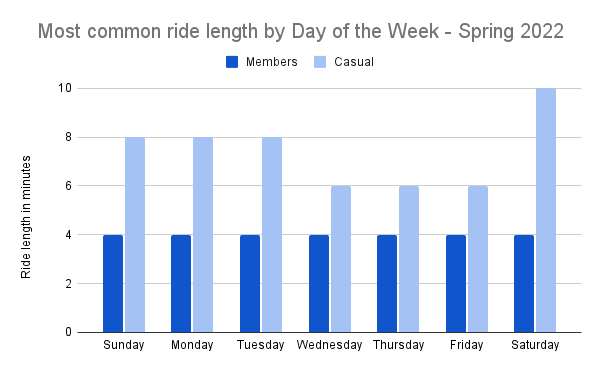 Most common ride length by Day of the Week - Spring 2022
Members Casual
10
8
6
4
2
0
Ride length in minutes
Sunday Monday Tuesday Wednesday Thursday Friday Saturday